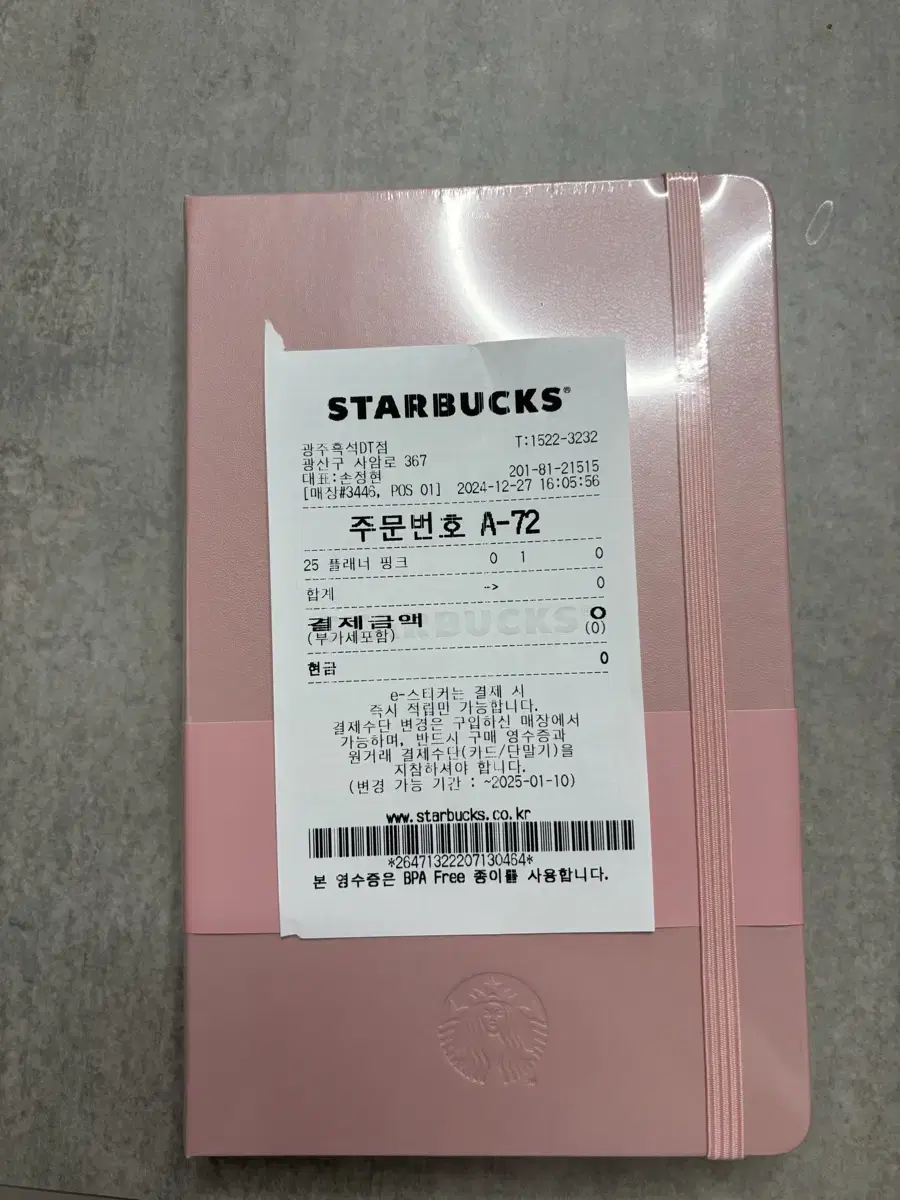 STARBUCKS®
광주흑석DT점 T:1522-3232
광산구 사암로 367
대표:손정현 201-81-21515
[매장#3446, POS 01] 2024-12-27 16:05:56
주문번호 A-72
25 플래너 핑크 0 1 0
합계 -> 0
결제금액 0
(부가세포함) (0)
STARBUCKS®
현금 0
e-스티커는 결제 시
즉시 적립만 가능합니다.
결제수단 변경은 구입하신 매장에서
가능하며, 반드시 구매 영수증과
원거래 결제수단(카드/단말기)을
지참하셔야 합니다.
(변경 가능 기간 : ~2025-01-10)
www.starbucks.co.kr
*26471322207130464*
본 영수증은 BPA Free 종이를 사용합니다.